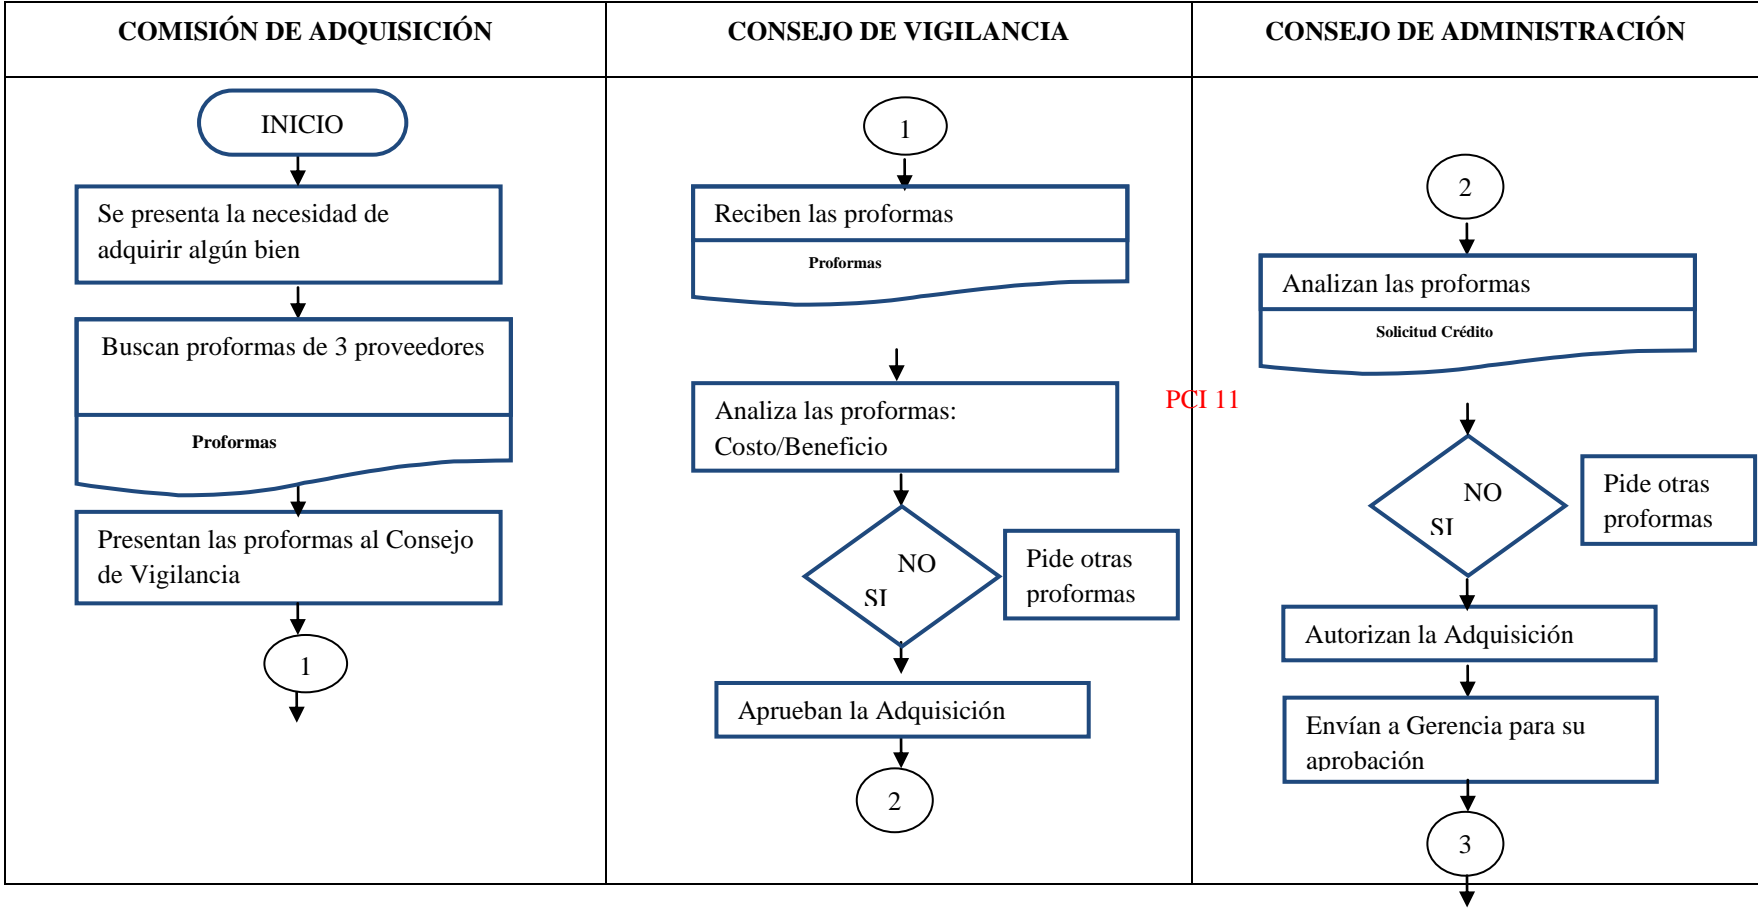 COMISIÓN DE ADQUISICIÓN
CONSEJO DE VIGILANCIA
CONSEJO DE ADMINISTRACIÓN
INICIO
Se presenta la necesidad de
adquirir algún bien
Buscan proformas de 3 proveedores
Proformas
Presentan las proformas al Consejo
de Vigilancia
1
1
Reciben las proformas
Proformas
Analiza las proformas:
Costo/Beneficio
PCI 11
NO
SI
Pide otras
proformas
Aprueban la Adquisición
2
2
Analizan las proformas
Solicitud Crédito
NO
SI
Pide otras
proformas
Autorizan la Adquisición
Envían a Gerencia para su
aprobación
3